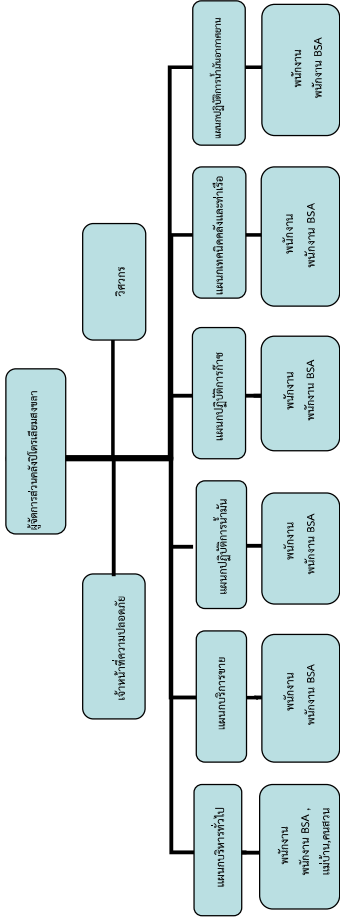 ผู้จัดการส่วนคลังปิโตรเลียมสงขลา
เจ้าหน้าที่ความปลอดภัย
วิศวกร
แผนกบริหารทั่วไป
แผนกบริการขาย
แผนกปฏิบัติการน้ำมัน
แผนกปฏิบัติการก๊าซ
แผนกเทคนิคคลังและท่าเรือ
แผนกปฏิบัติการน้ำมันอากาศยาน
พนักงาน
พนักงาน BSA ,
แม่บ้าน,คนสวน
พนักงาน
พนักงาน BSA
พนักงาน
พนักงาน BSA
พนักงาน
พนักงาน BSA
พนักงาน
พนักงาน BSA
พนักงาน
พนักงาน BSA